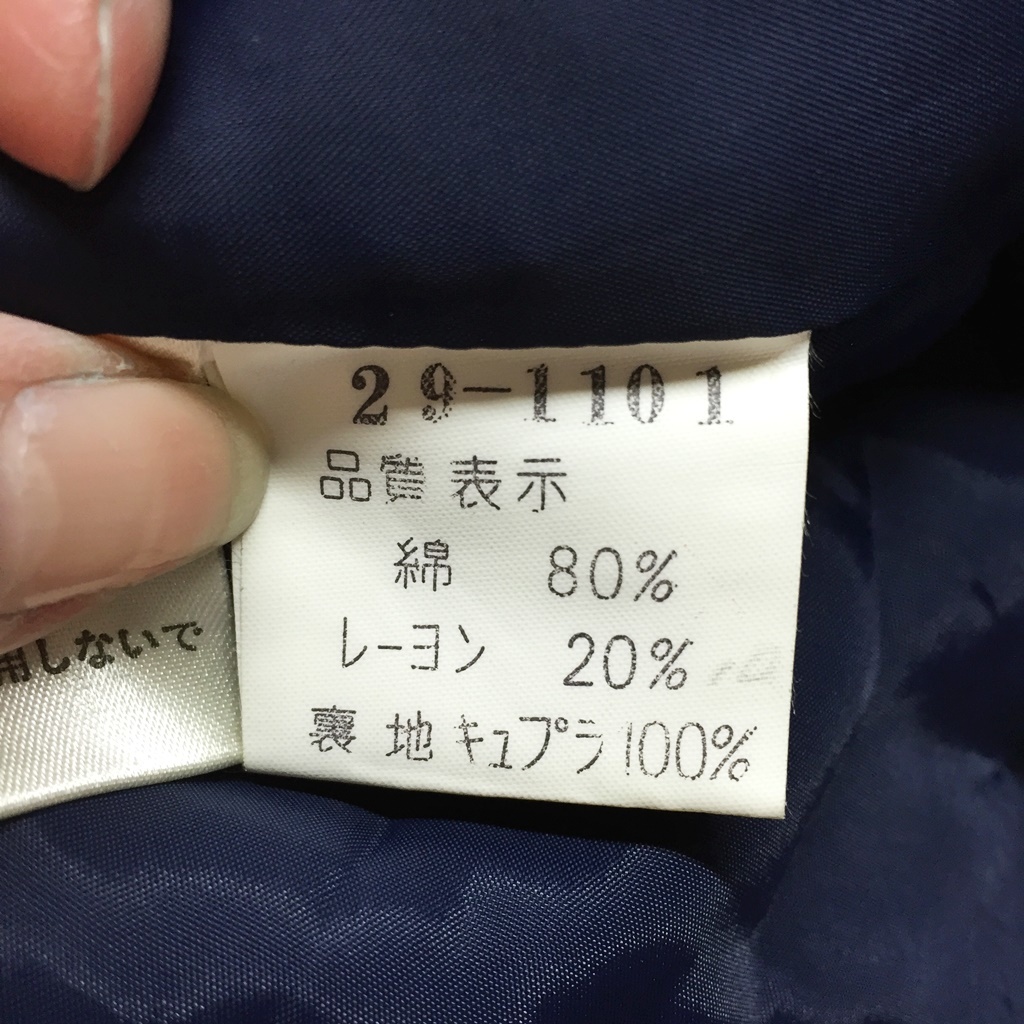 29-1101
品質表示
綿 80%
レーヨン 20%
裏地キュプラ100%
用しないで